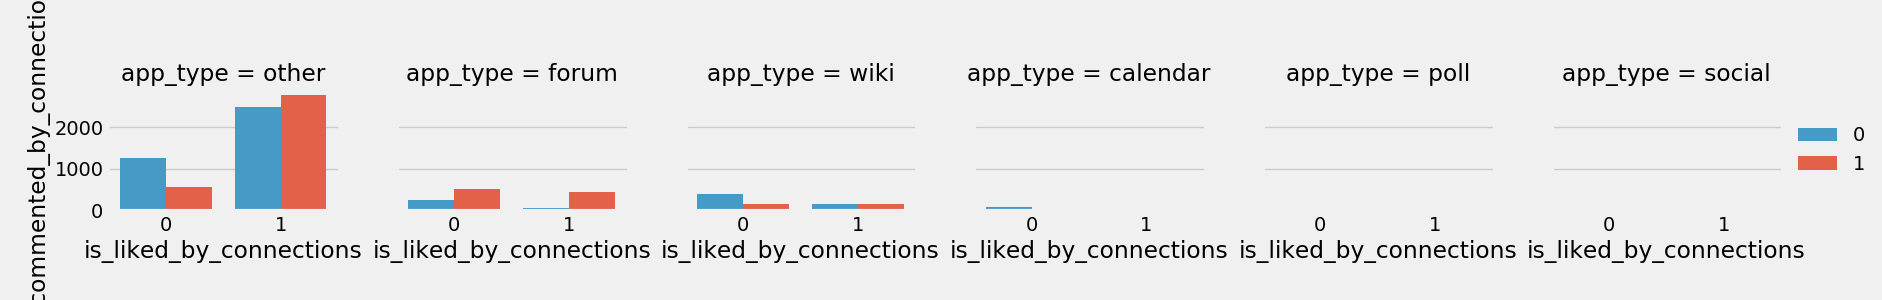 app_type = other
app_type = forum
app_type = wiki
app_type = calendar
app_type = poll
app_type = social
2000
1000
0
0 1
0 1
0 1
0 1
0 1
0 1
is_liked_by_connections
is_liked_by_connections
is_liked_by_connections
is_liked_by_connections
is_liked_by_connections
is_liked_by_connections
0
1